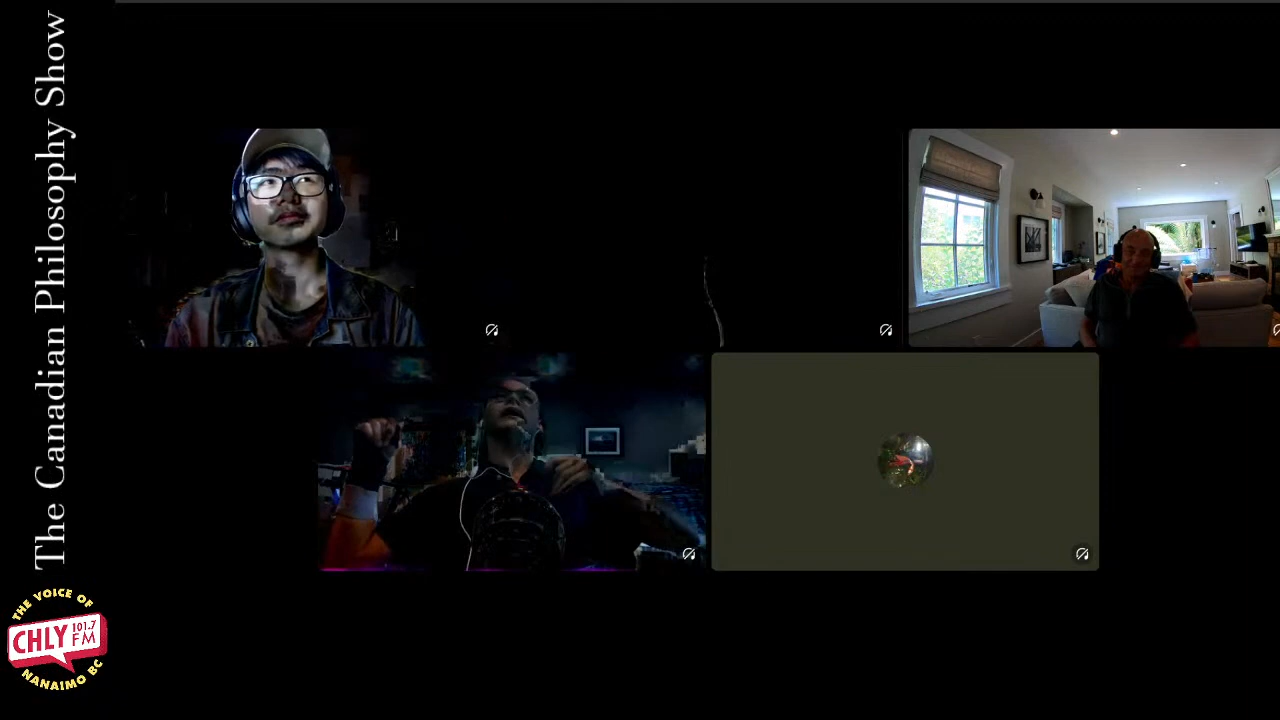 The Canadian Philosophy Show
THE VOICE OF
CHLY 101.7 FM
NANAIMO BC